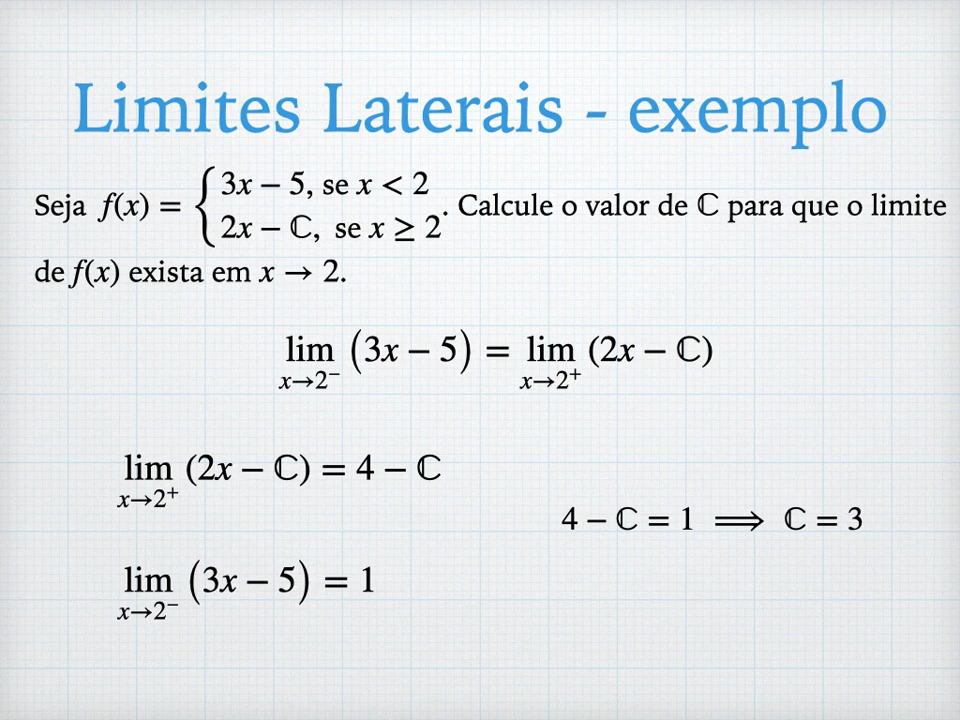 Limites Laterais - exemplo
Seja f(x) = { 3x − 5, se x < 2
2x − ℂ, se x ≥ 2 . Calcule o valor de ℂ para que o limite
de f(x) exista em x → 2.
lim x→2⁻ (3x − 5) = lim x→2⁺ (2x − ℂ)
lim x→2⁺ (2x − ℂ) = 4 − ℂ
4 − ℂ = 1 ⟹ ℂ = 3
lim x→2⁻ (3x − 5) = 1